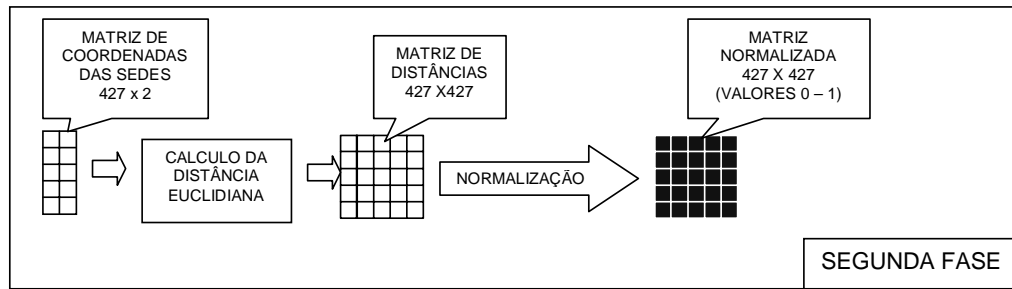 MATRIZ DE
COORDENADAS
DAS SEDES
427 x 2
MATRIZ DE
DISTÂNCIAS
427 X427
MATRIZ
NORMALIZADA
427 X 427
(VALORES 0 – 1)
CALCULO DA
DISTÂNCIA
EUCLIDIANA
NORMALIZAÇÃO
SEGUNDA FASE